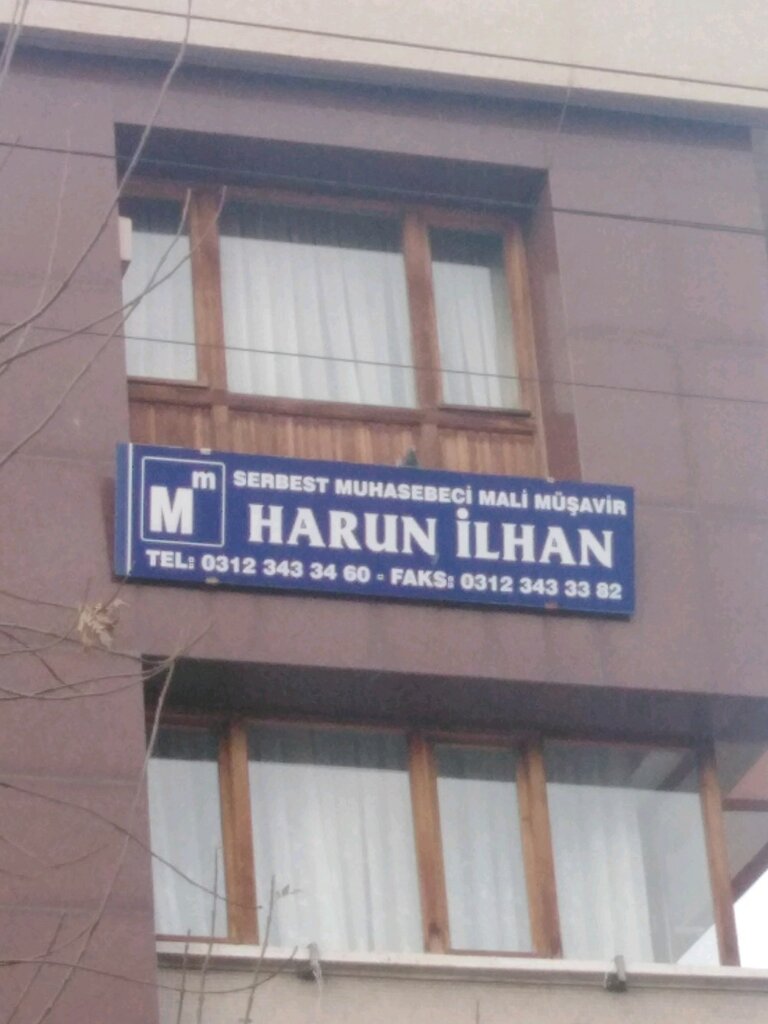 Mm
SERBEST MUHASEBECİ MALİ MÜŞAVİR
HARUN İLHAN
TEL: 0312 343 34 60 - FAKS: 0312 343 33 82